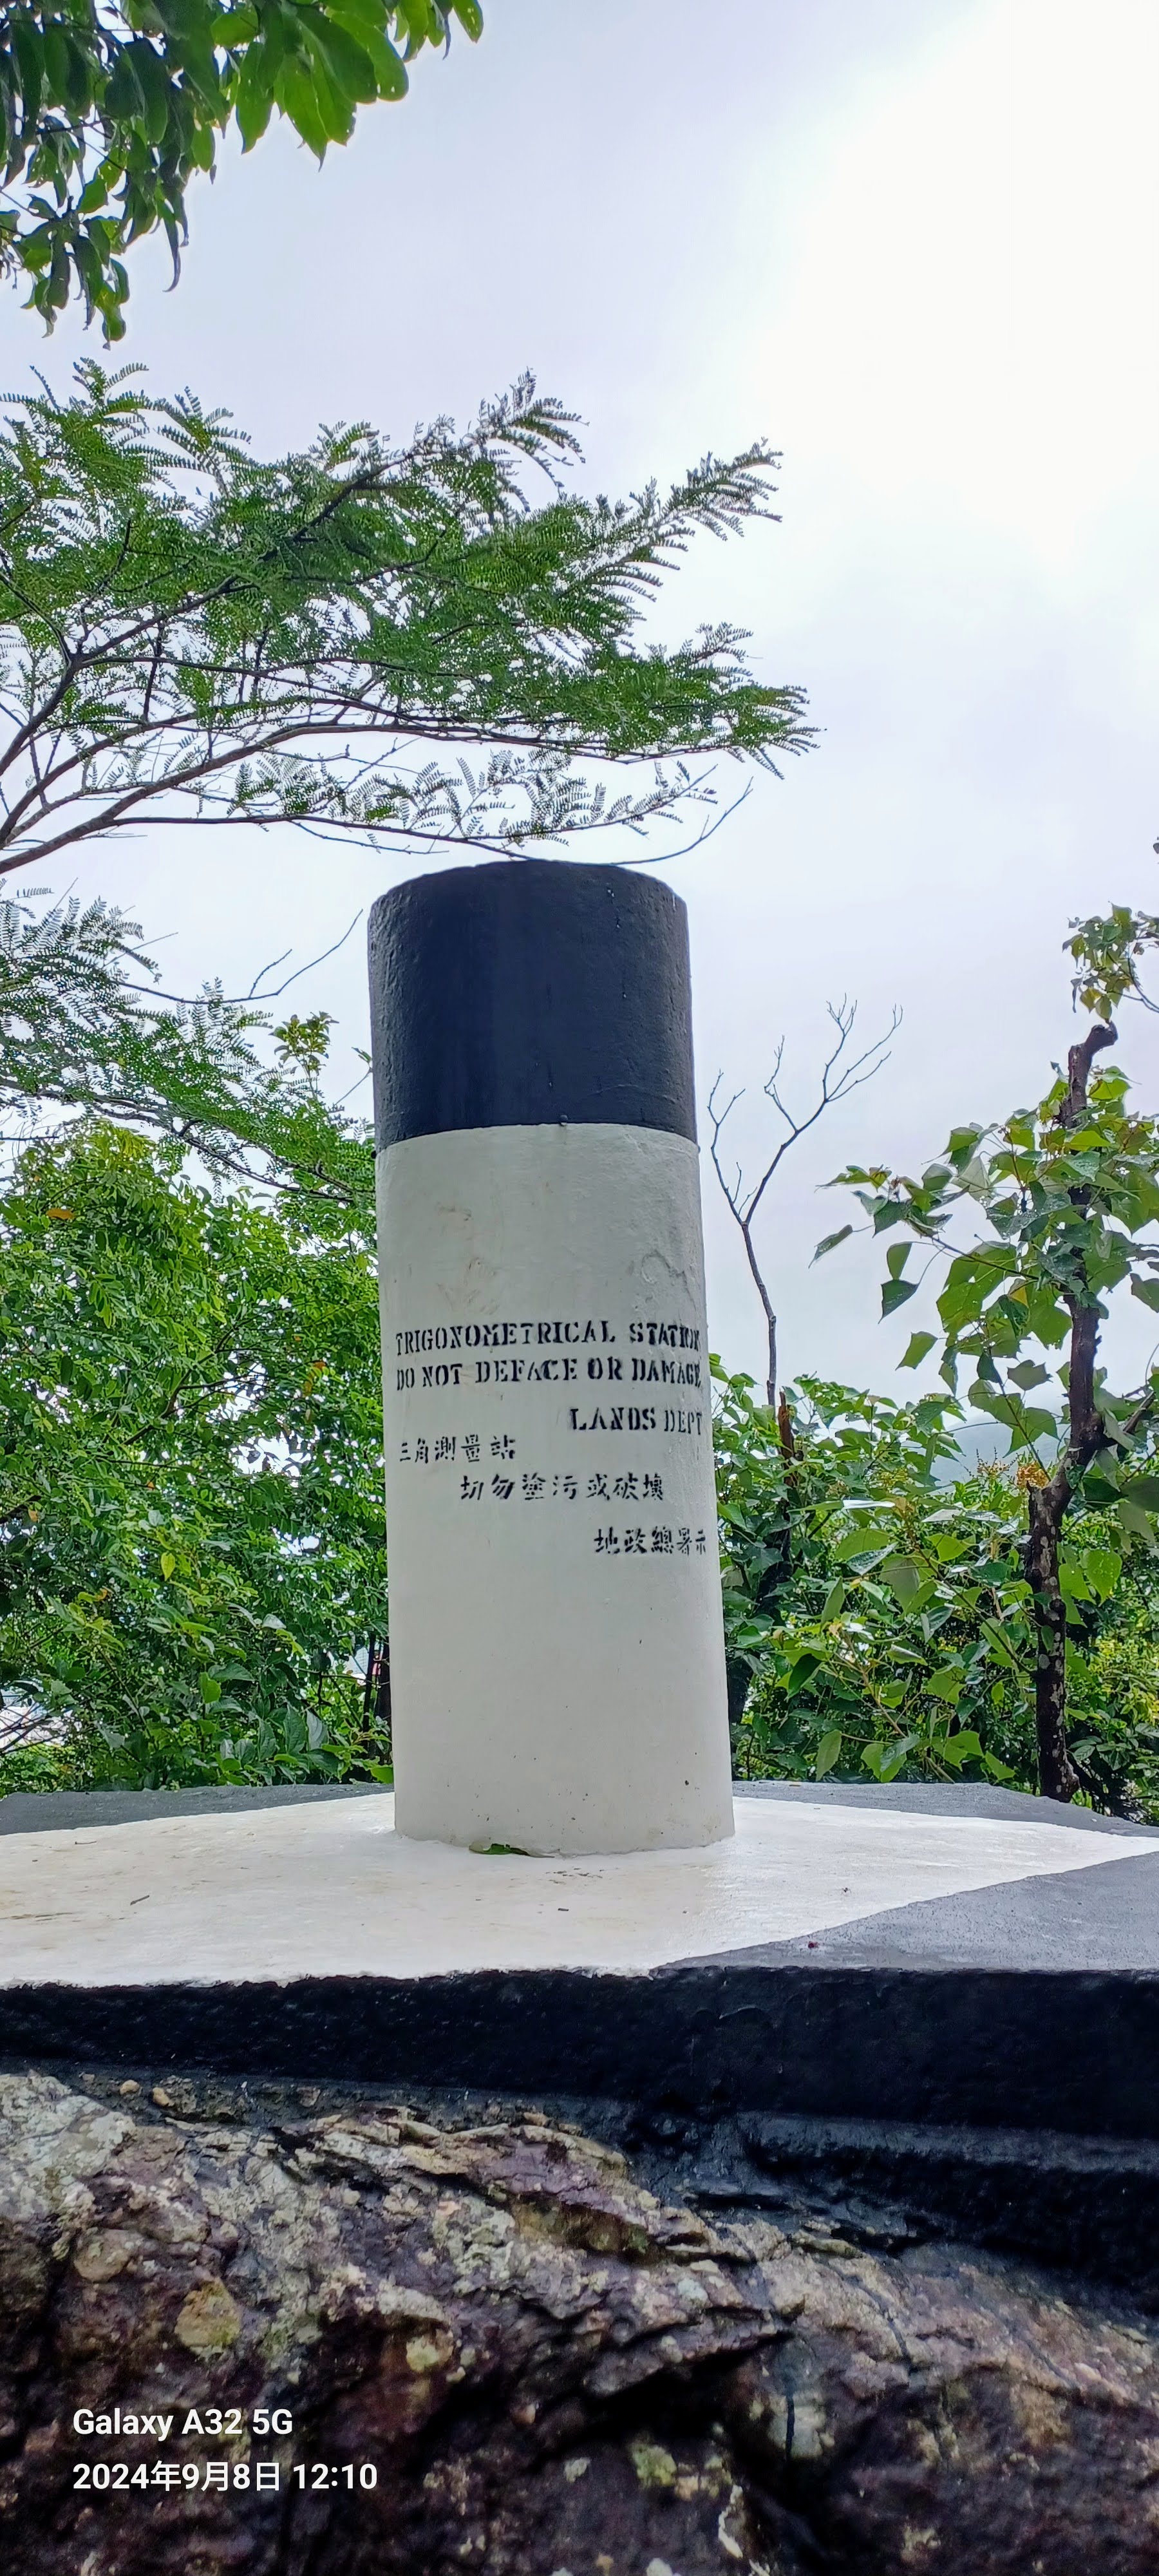 TRIGONOMETRICAL STATION
DO NOT DEFACE OR DAMAGE
LANDS DEPT
三角測量站
切勿塗污或破壞
地政總署示
Galaxy A32 5G
2024年9月8日 12:10